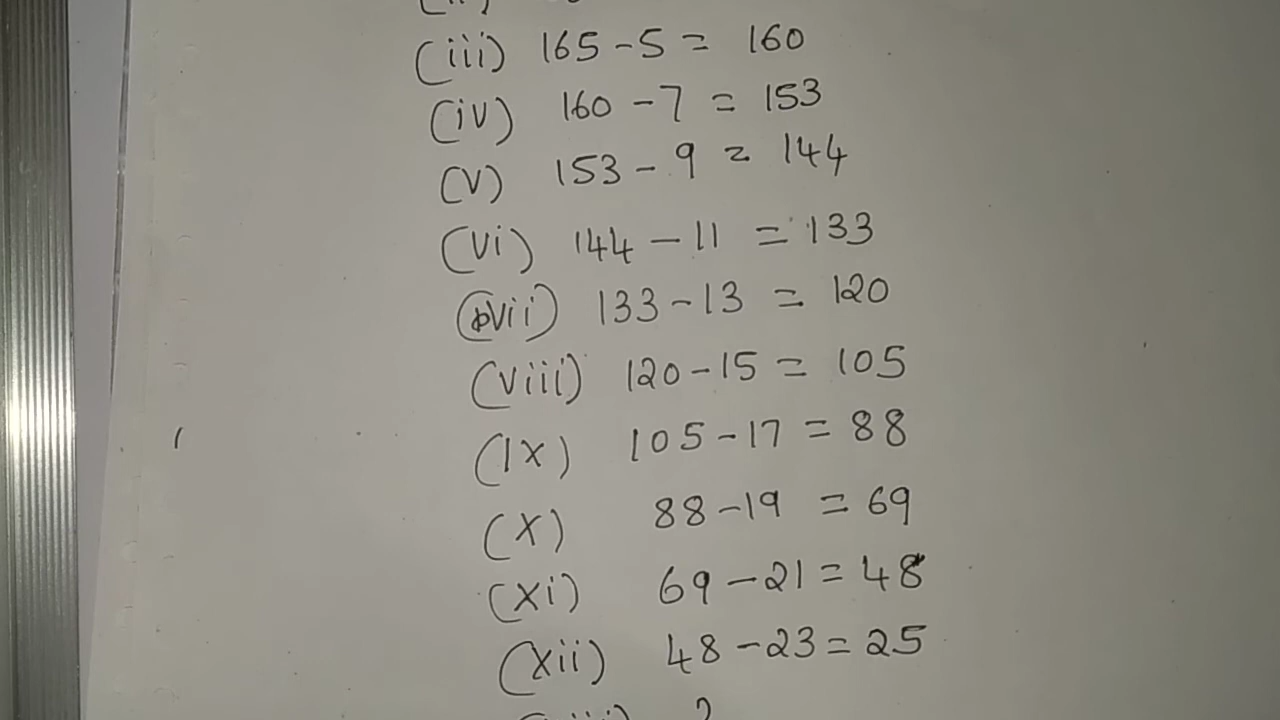 (iii) 165 - 5 = 160
(iv) 160 - 7 = 153
(v) 153 - 9 = 144
(vi) 144 - 11 = 133
(vii) 133 - 13 = 120
(viii) 120 - 15 = 105
(ix) 105 - 17 = 88
(x) 88 - 19 = 69
(xi) 69 - 21 = 48
(xii) 48 - 23 = 25